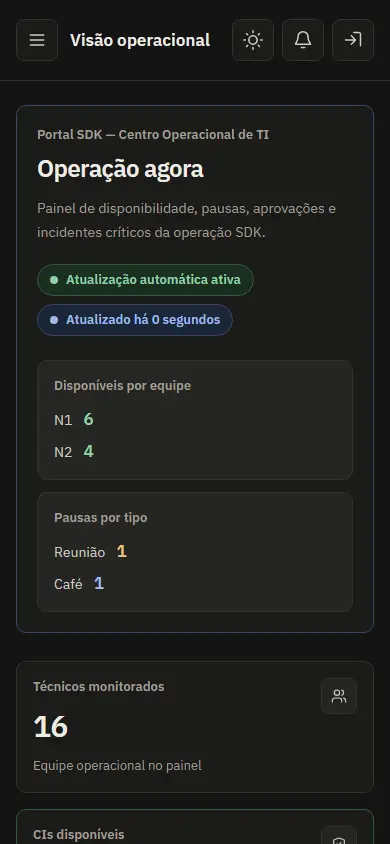 Visão operacional
Portal SDK — Centro Operacional de TI
Operação agora
Painel de disponibilidade, pausas, aprovações e
incidentes críticos da operação SDK.
Atualização automática ativa
Atualizado há 0 segundos
Disponíveis por equipe
N1 6
N2 4
Pausas por tipo
Reunião 1
Café 1
Técnicos monitorados
16
Equipe operacional no painel
CIs disponíveis